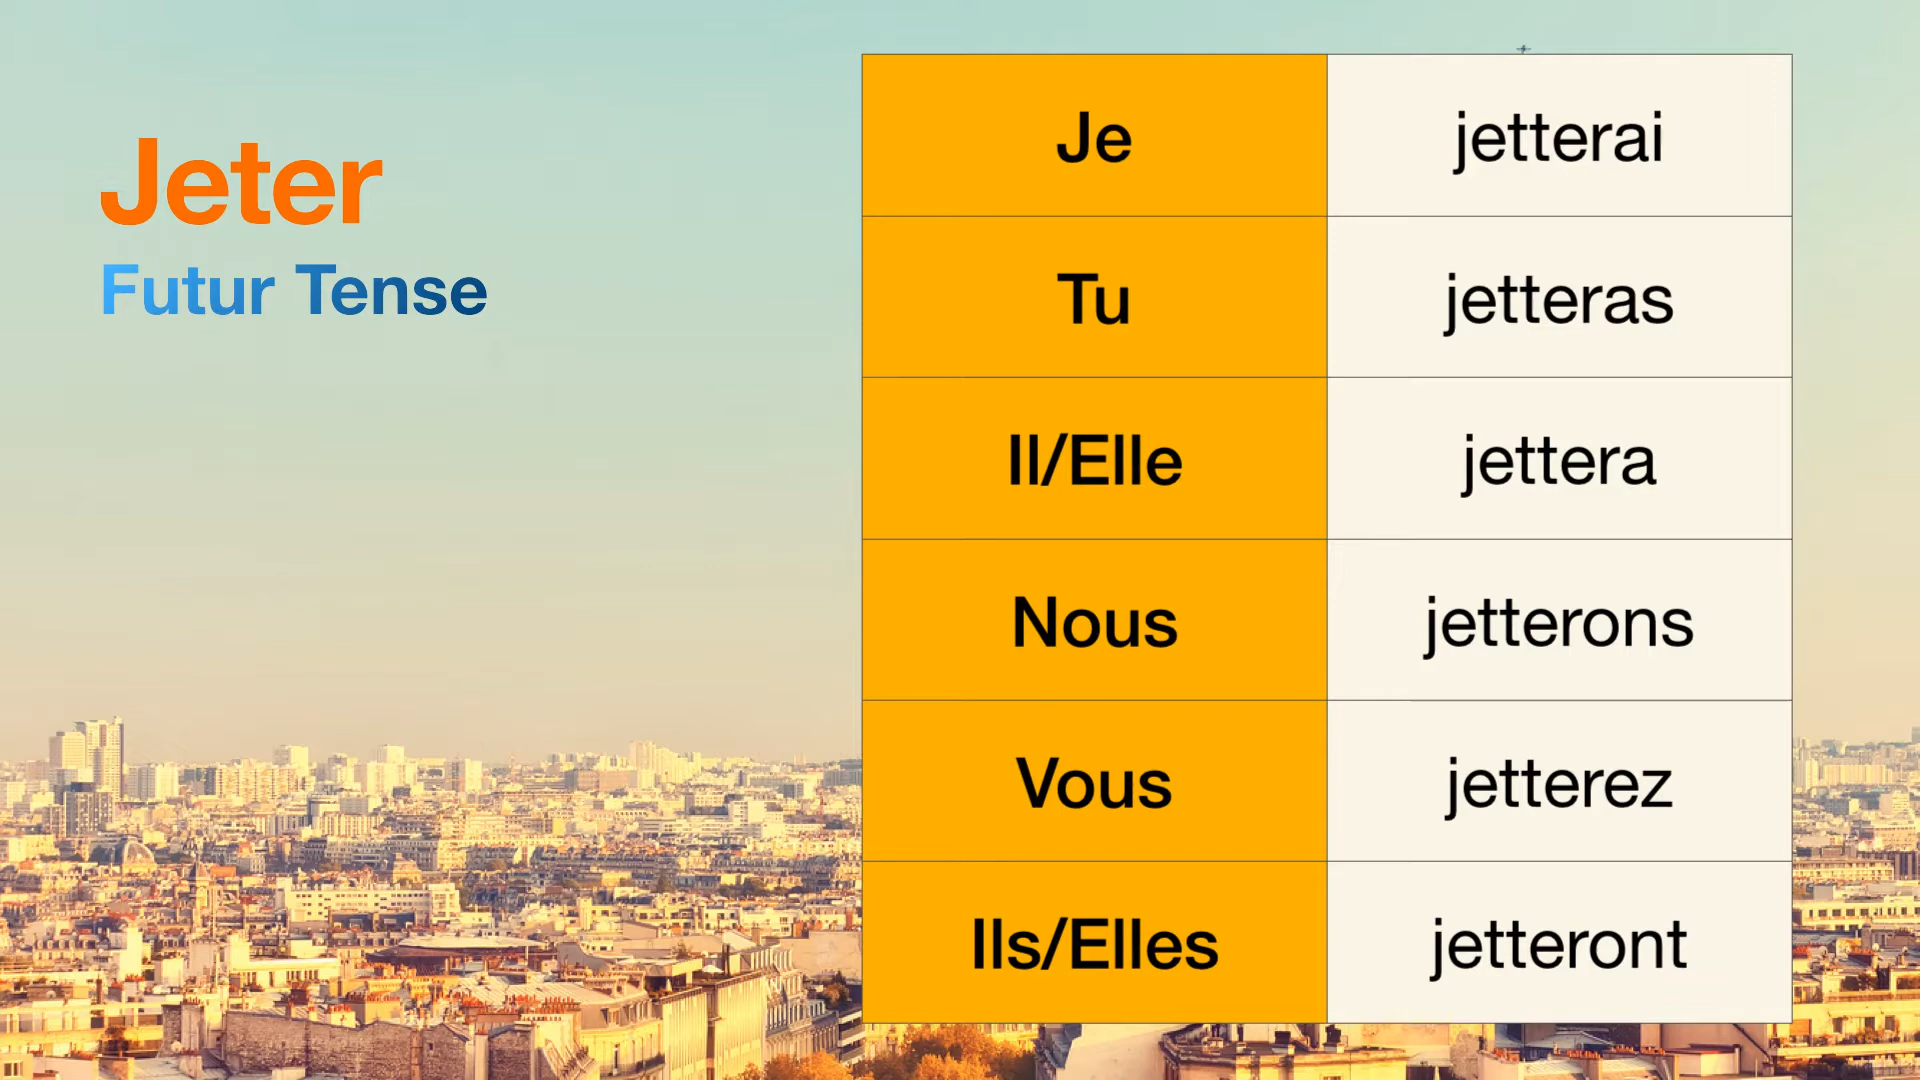 Jeter
Futur Tense
Je jetterai
Tu jetteras
Il/Elle jettera
Nous jetterons
Vous jetterez
Ils/Elles jetteront